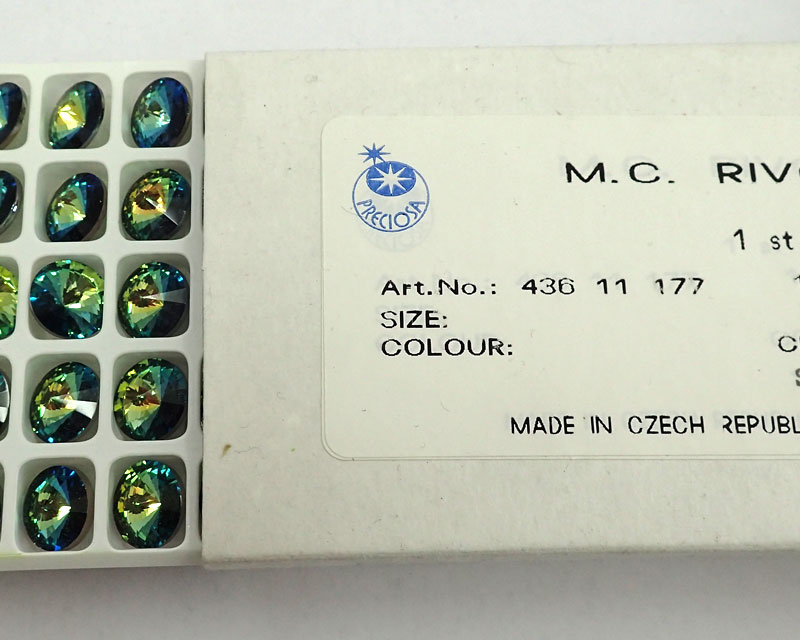 PRECIOSA
M.C. RIV
1 st
Art.No.: 436 11 177
SIZE:
COLOUR:
MADE IN CZECH REPUBL